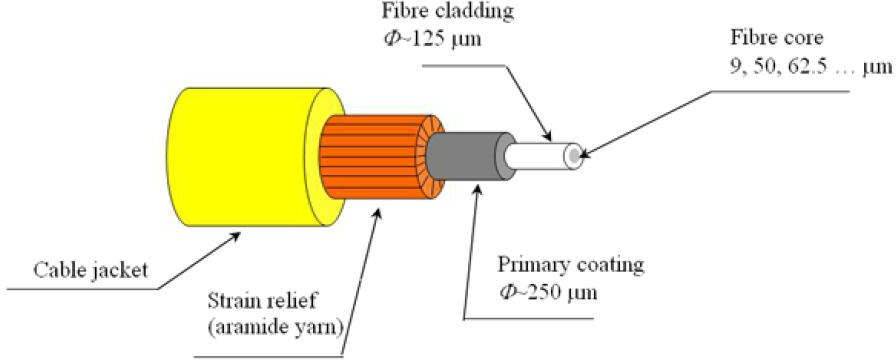 Fibre cladding
Φ~125 μm
Fibre core
9, 50, 62.5 … μm
Cable jacket
Strain relief
(aramide yarn)
Primary coating
Φ~250 μm